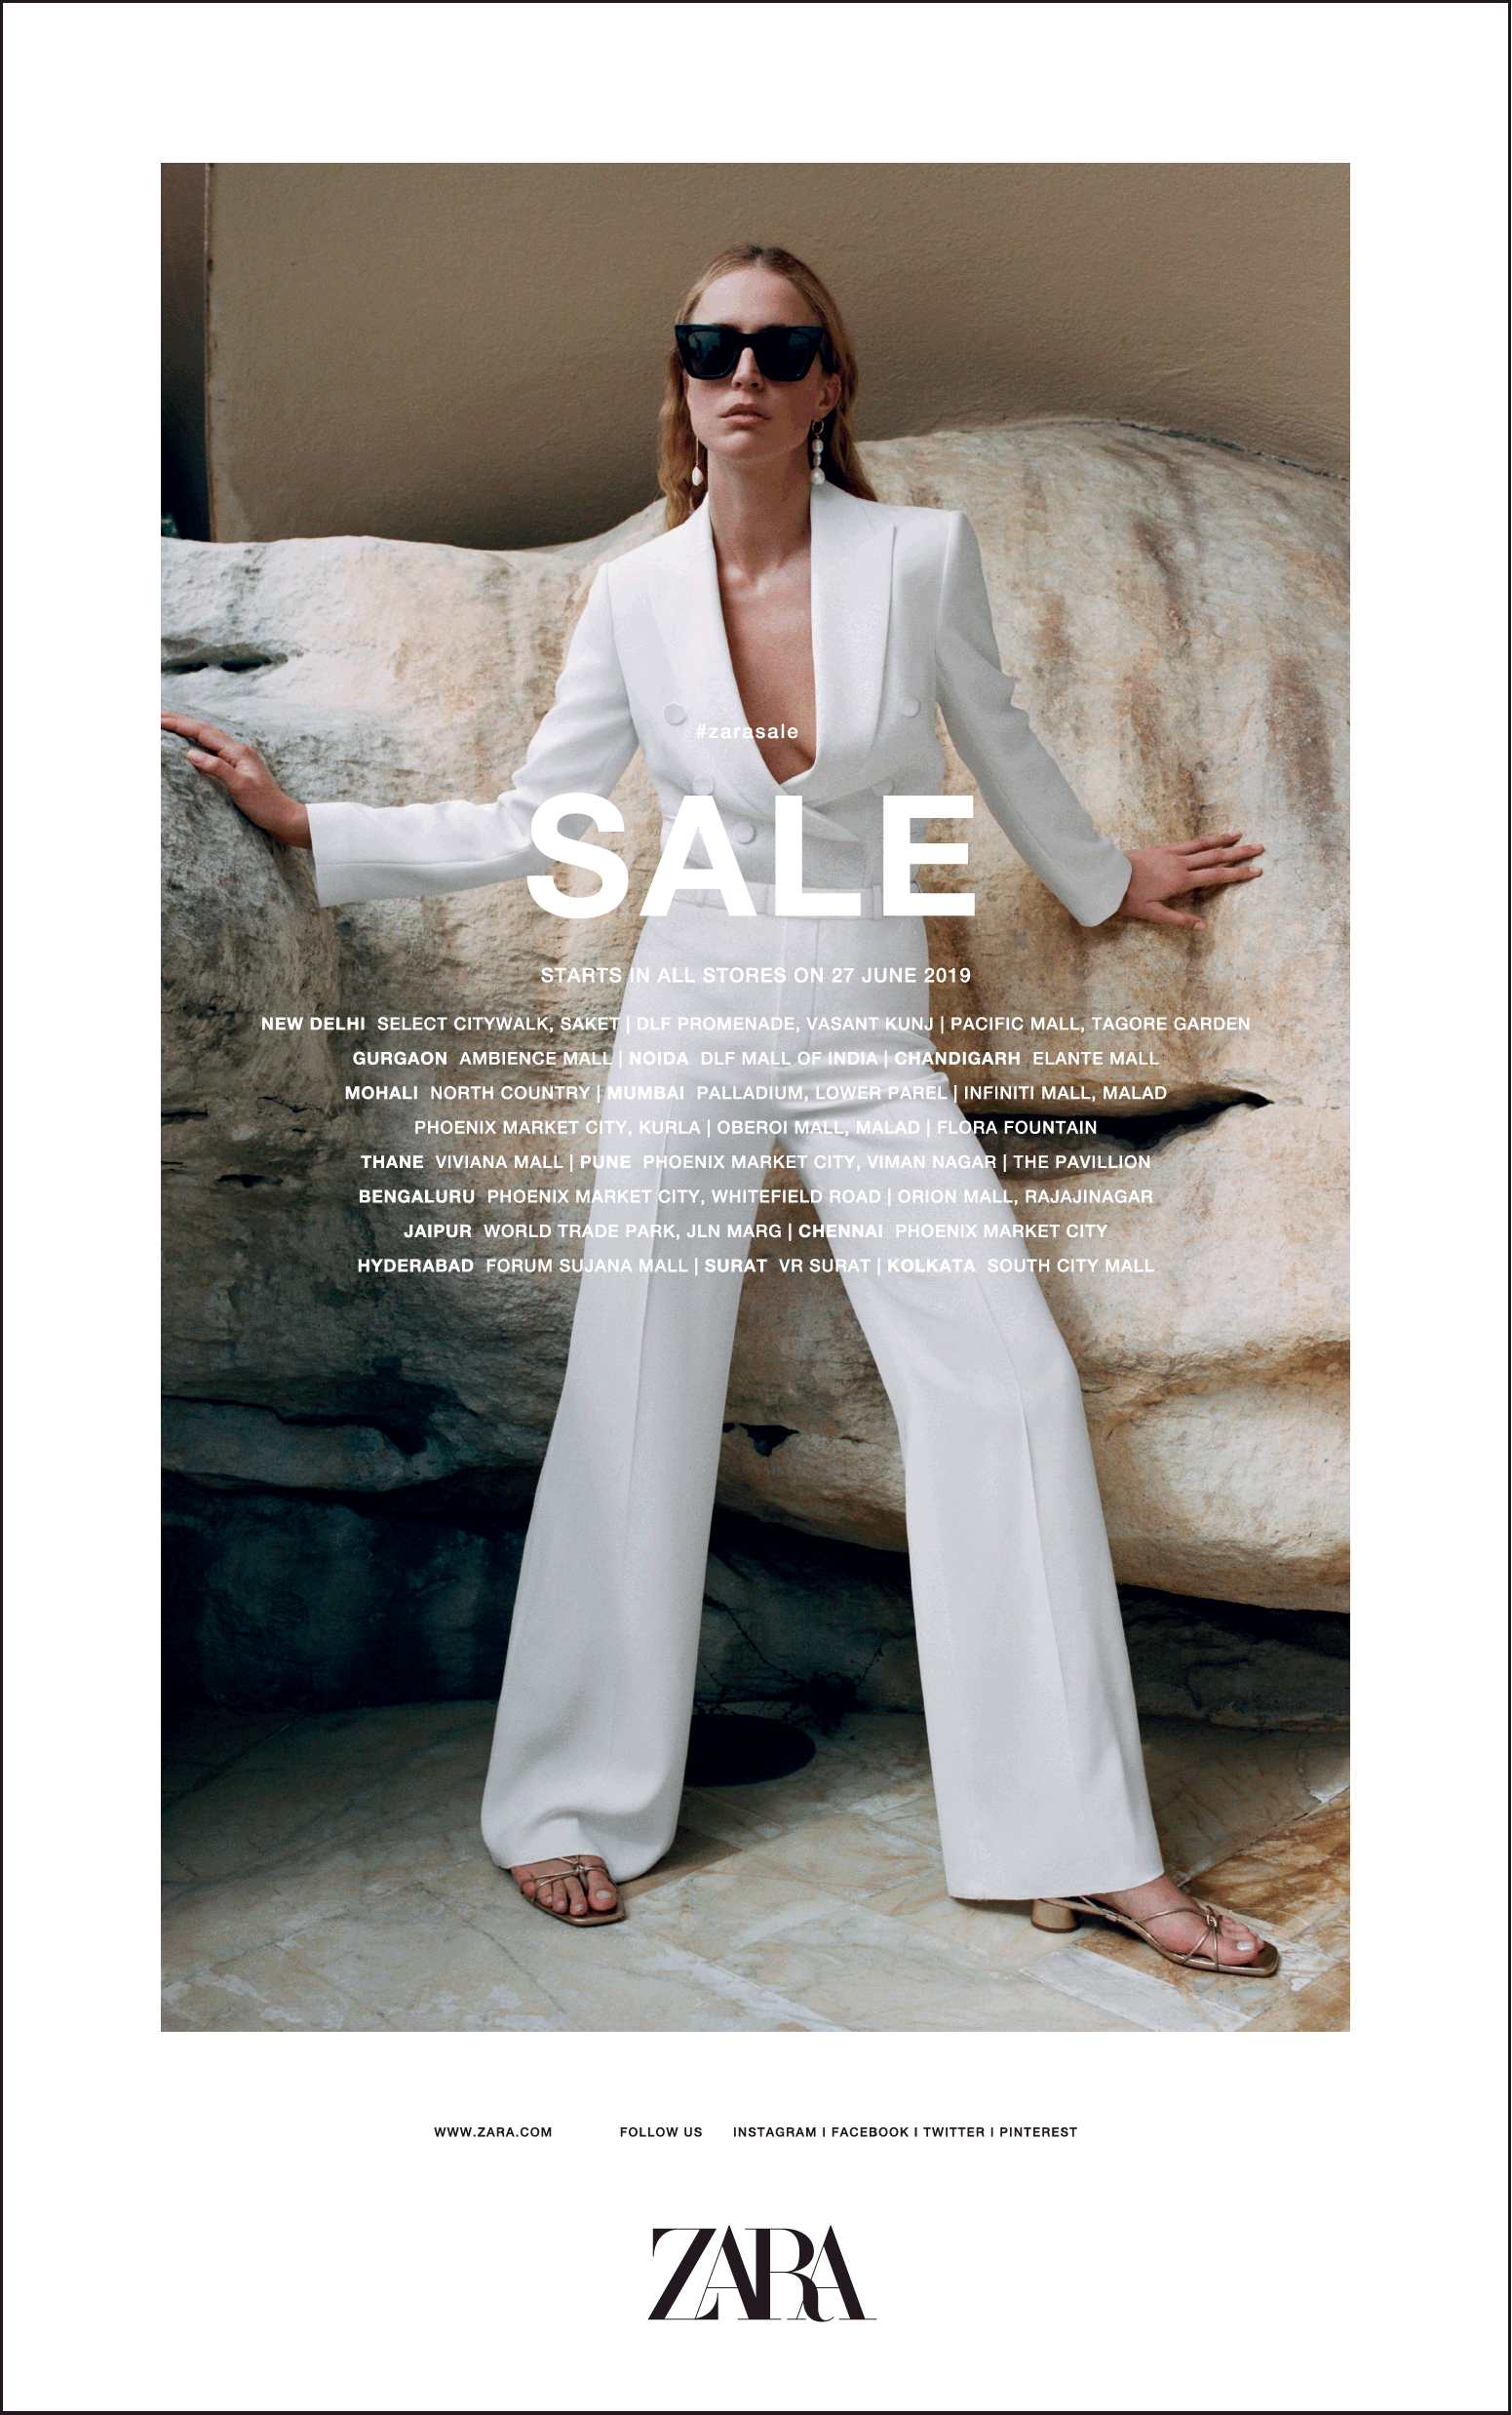 #zarasale
SALE
STARTS IN ALL STORES ON 27 JUNE 2019
NEW DELHI SELECT CITYWALK, SAKET | DLF PROMENADE, VASANT KUNJ | PACIFIC MALL, TAGORE GARDEN
GURGAON AMBIENCE MALL | NOIDA DLF MALL OF INDIA | CHANDIGARH ELANTE MALL
MOHALI NORTH COUNTRY | MUMBAI PALLADIUM, LOWER PAREL | INFINITI MALL, MALAD
PHOENIX MARKET CITY, KURLA | OBEROI MALL, MALAD | FLORA FOUNTAIN
THANE VIVIANA MALL | PUNE PHOENIX MARKET CITY, VIMAN NAGAR | THE PAVILLION
BENGALURU PHOENIX MARKET CITY, WHITEFIELD ROAD | ORION MALL, RAJAJINAGAR
JAIPUR WORLD TRADE PARK, JLN MARG | CHENNAI PHOENIX MARKET CITY
HYDERABAD FORUM SUJANA MALL | SURAT VR SURAT | KOLKATA SOUTH CITY MALL
WWW.ZARA.COM FOLLOW US INSTAGRAM I FACEBOOK I TWITTER I PINTEREST
ZARA